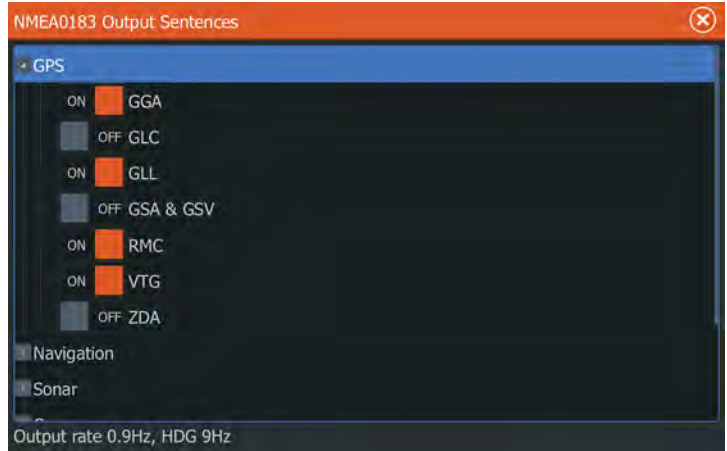 NMEA0183 Output Sentences
GPS
ON GGA
OFF GLC
ON GLL
OFF GSA & GSV
ON RMC
ON VTG
OFF ZDA
Navigation
Sonar
Output rate 0.9Hz, HDG 9Hz